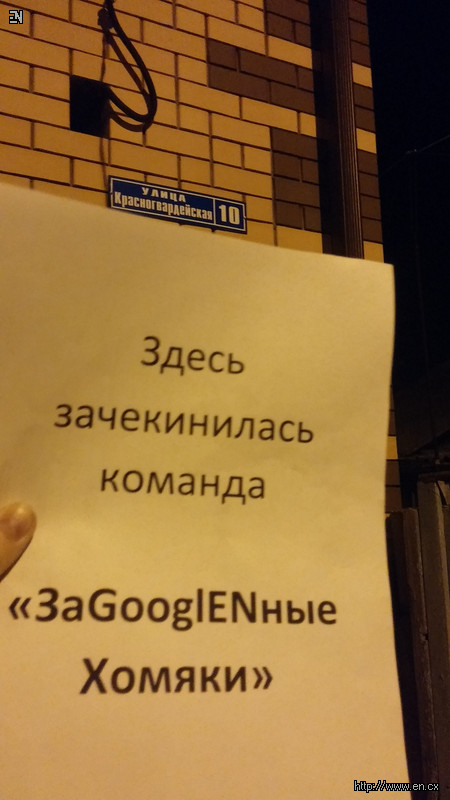 EN
УЛИЦА
Красногвардейская 10
Здесь
зачекинилась
команда
«ЗаGooglENные
Хомяки»
http://www.en.cx